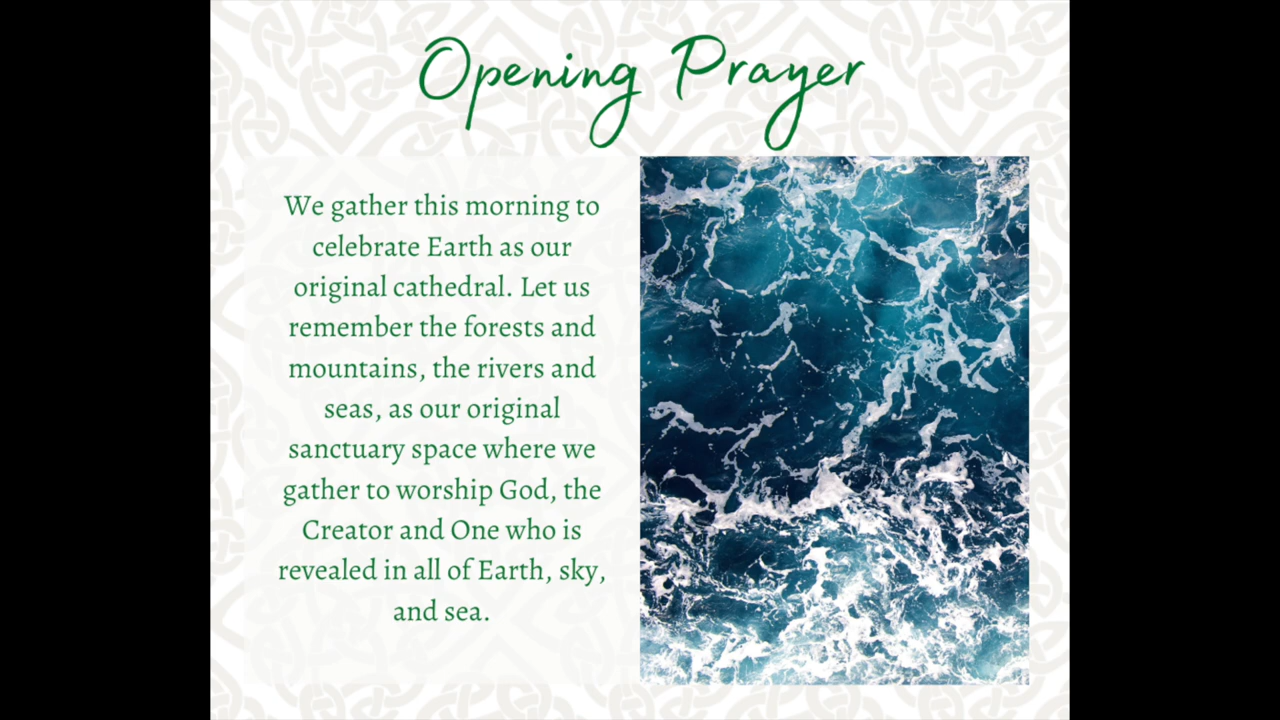 Opening Prayer
We gather this morning to
celebrate Earth as our
original cathedral. Let us
remember the forests and
mountains, the rivers and
seas, as our original
sanctuary space where we
gather to worship God, the
Creator and One who is
revealed in all of Earth, sky,
and sea.